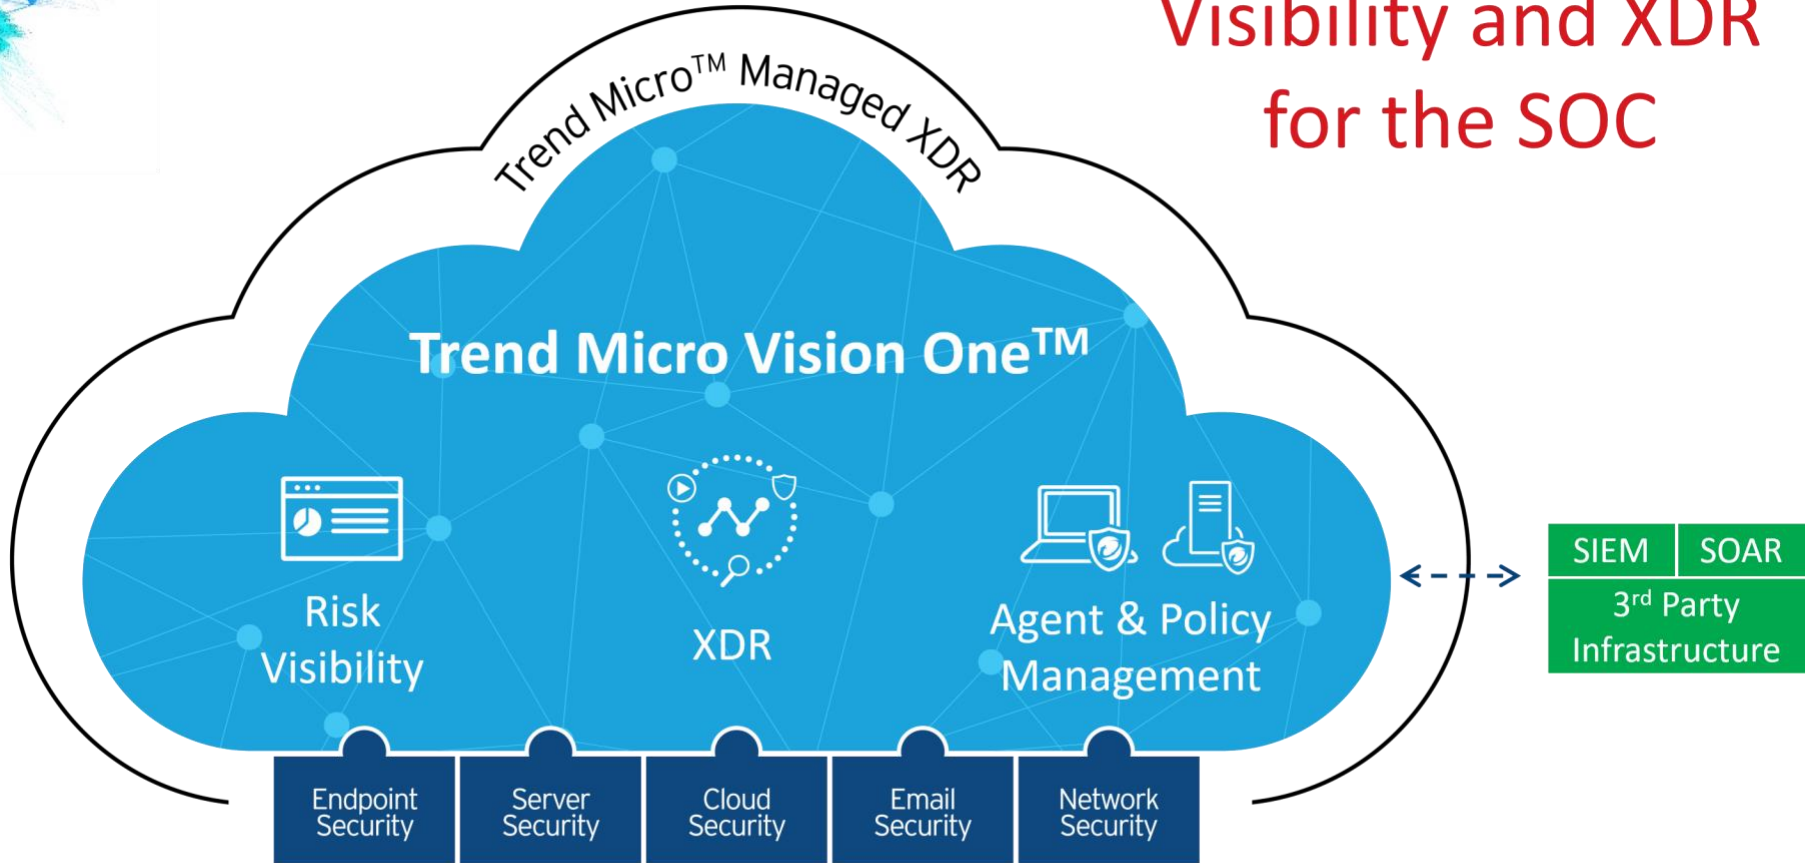 Visibility and XDR
for the SOC
Trend Micro™ Managed XDR
Trend Micro Vision One™
Risk
Visibility
XDR
Agent & Policy
Management
SIEM
SOAR
3rd Party
Infrastructure
Endpoint
Security
Server
Security
Cloud
Security
Email
Security
Network
Security